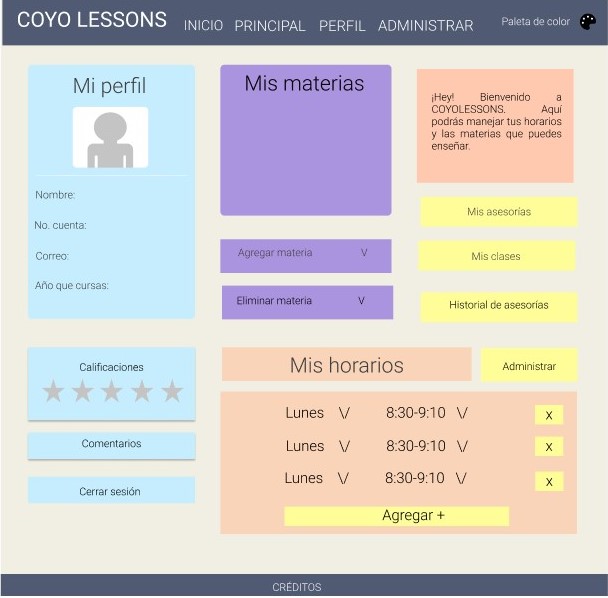 COYO LESSONS INICIO PRINCIPAL PERFIL ADMINISTRAR Paleta de color
Mi perfil
Nombre:
No. cuenta:
Correo:
Año que cursas:
Calificaciones
Comentarios
Cerrar sesión
Mis materias
Agregar materia V
Eliminar materia V
¡Hey! Bienvenido a
COYOLESSONS. Aquí
podrás manejar tus horarios
y las materias que puedes
enseñar.
Mis asesorías
Mis clases
Historial de asesorías
Mis horarios
Administrar
Lunes \/ 8:30-9:10 \/ X
Lunes \/ 8:30-9:10 \/ X
Lunes \/ 8:30-9:10 \/ X
Agregar +
CRÉDITOS